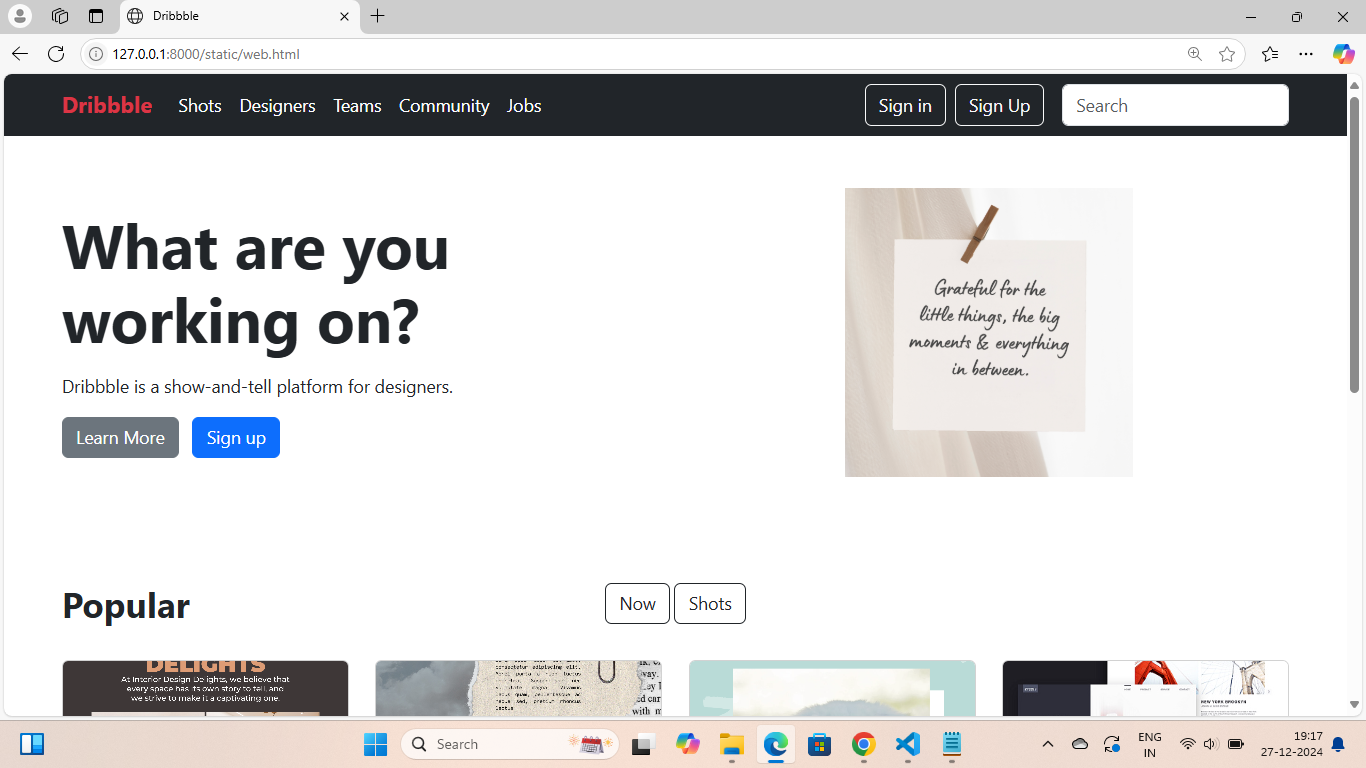 Dribbble
127.0.0.1:8000/static/web.html
Dribbble Shots Designers Teams Community Jobs Sign in Sign Up Search
What are you
working on?
Dribbble is a show-and-tell platform for designers.
Learn More Sign up
Grateful for the
little things, the big
moments & everything
in between.
Popular Now Shots
DELIGHTS
At Interior Design Delights, we believe that
every space has its own story to tell, and
we strive to make it a captivating one
consectetur adipiscing elit.
NEW YORK BROOKLYN
Search
ENG
IN
19:17
27-12-2024